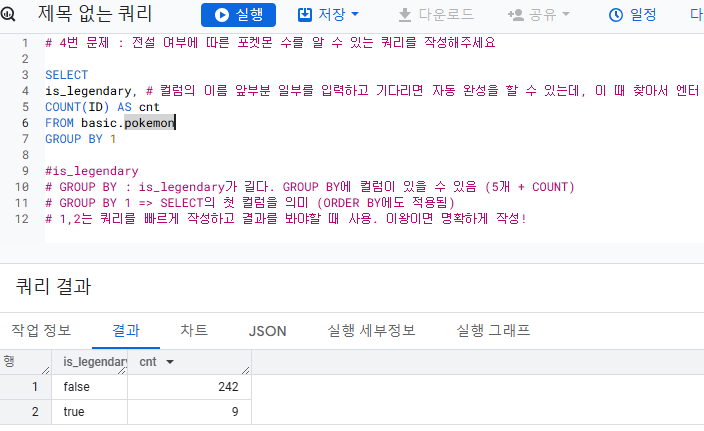 제목 없는 쿼리
실행
저장
다운로드
공유
일정
다
1 # 4번 문제 : 전설 여부에 따른 포켓몬 수를 알 수 있는 쿼리를 작성해주세요
2
3 SELECT
4 is_legendary, # 컬럼의 이름 앞부분 일부를 입력하고 기다리면 자동 완성을 할 수 있는데, 이 때 찾아서 엔터
5 COUNT(ID) AS cnt
6 FROM basic.pokemon
7 GROUP BY 1
8
9 #is_legendary
10 # GROUP BY : is_legendary가 길다. GROUP BY에 컬럼이 있을 수 있음 (5개 + COUNT)
11 # GROUP BY 1 => SELECT의 첫 컬럼을 의미 (ORDER BY에도 적용됨)
12 # 1,2는 쿼리를 빠르게 작성하고 결과를 봐야할 때 사용. 이왕이면 명확하게 작성!
쿼리 결과
작업 정보 결과 차트 JSON 실행 세부정보 실행 그래프
행 is_legendary cnt
1 false 242
2 true 9